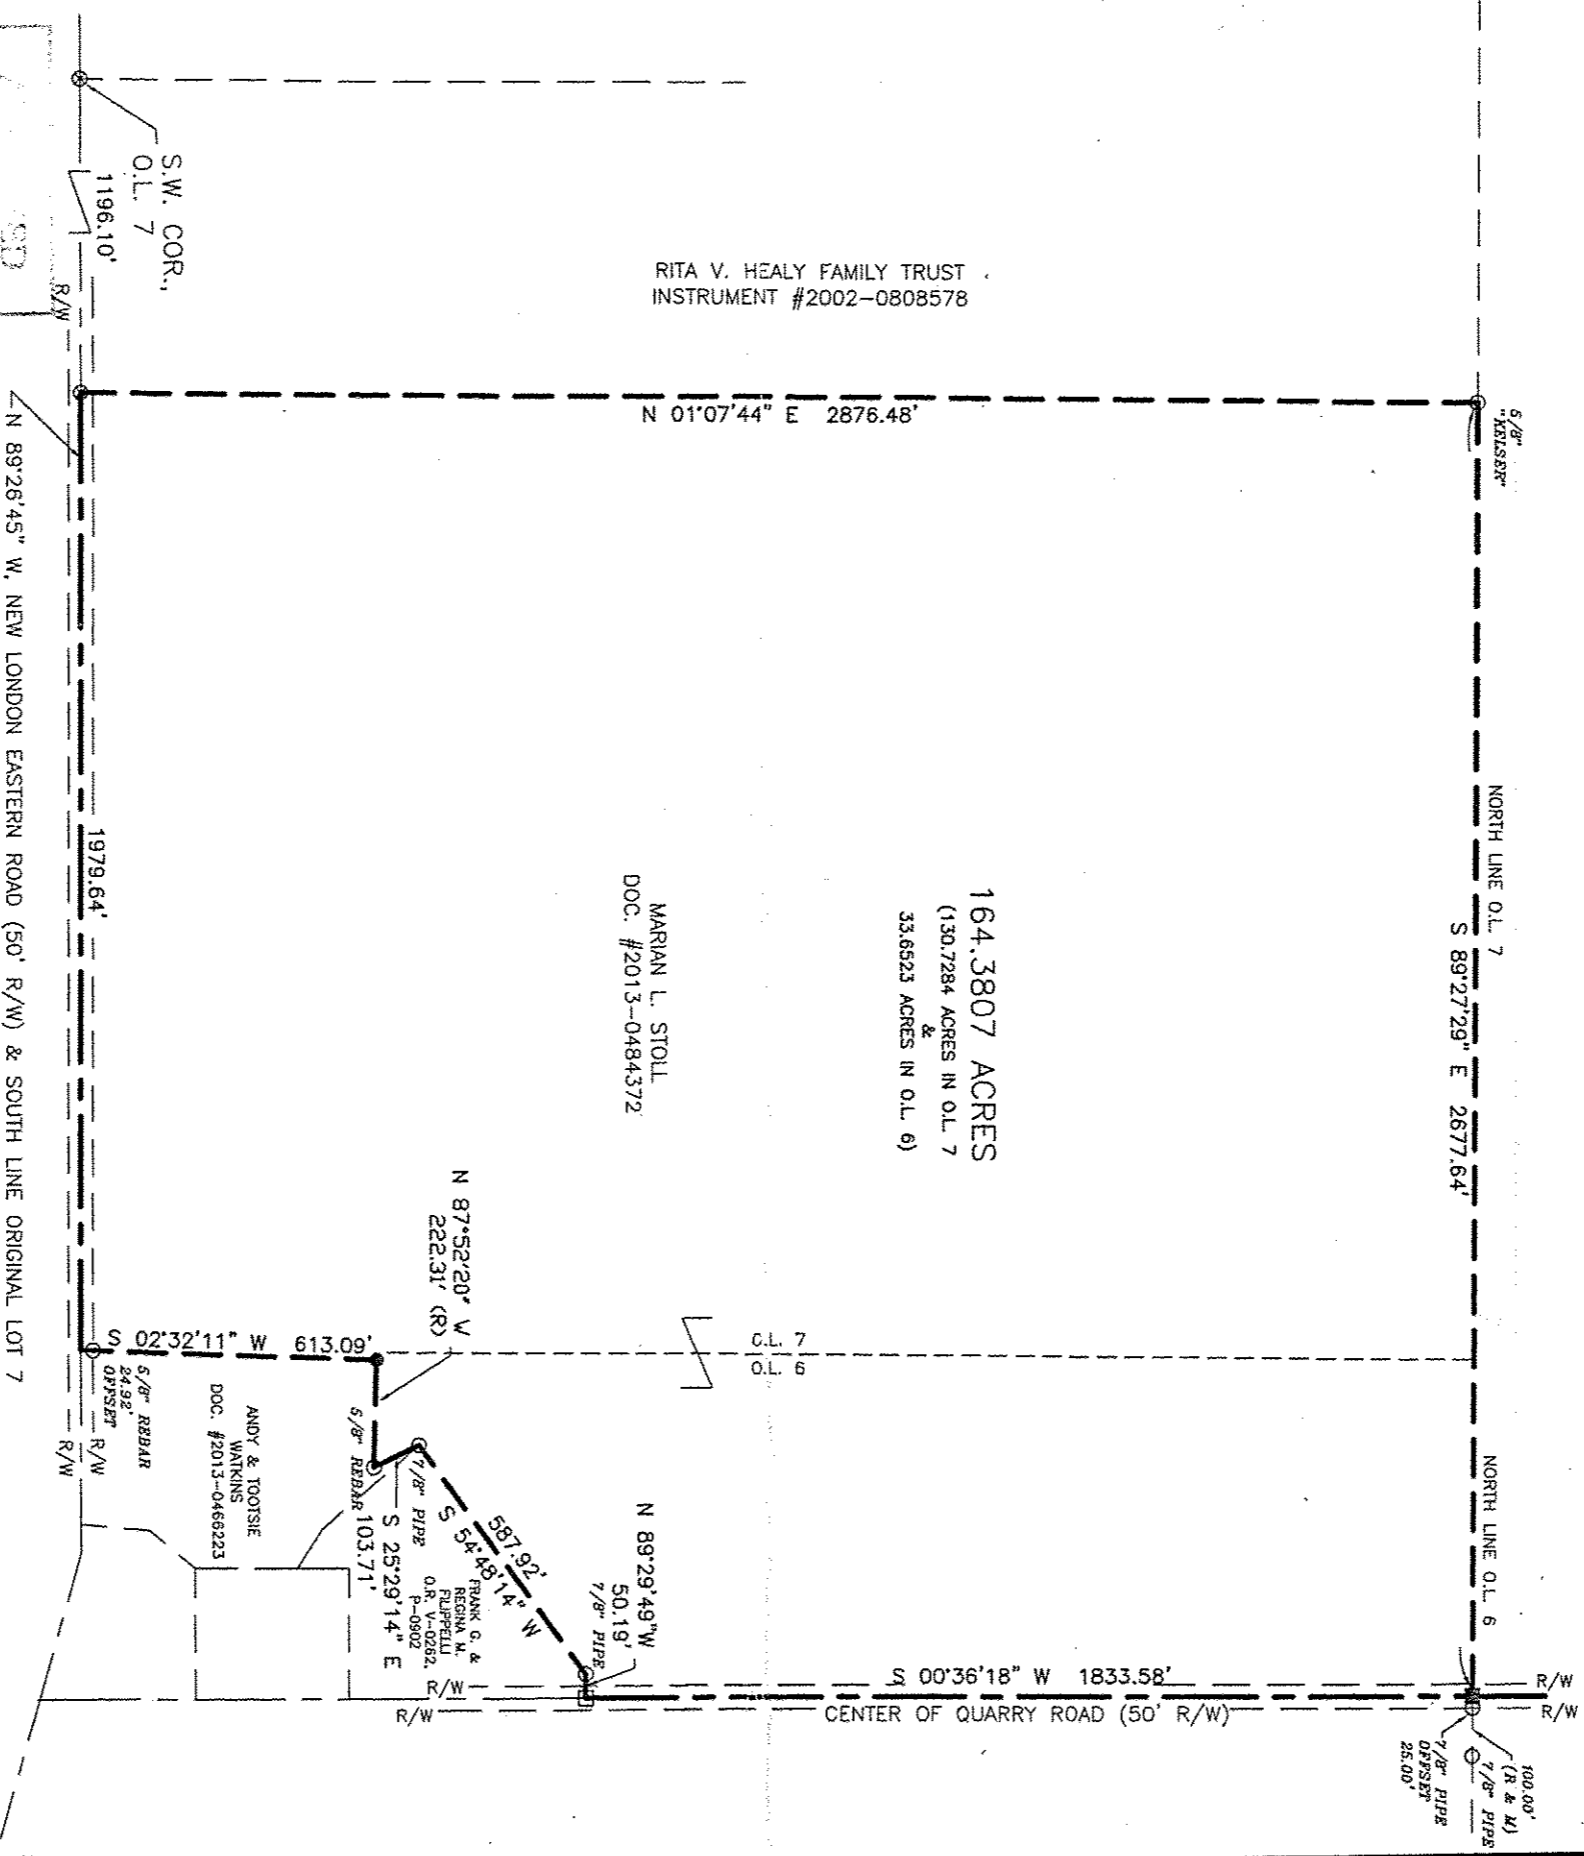 S.W. COR.,
O.L. 7
1196.10'
R/W
RITA V. HEALY FAMILY TRUST
INSTRUMENT #2002-0808578
N 01°07'44" E 2876.48'
5/8"
"KELSER"
NORTH LINE O.L. 7
S 89°27'29" E 2677.64'
NORTH LINE O.L. 6
164.3807 ACRES
(130.7284 ACRES IN O.L. 7
&
33.6523 ACRES IN O.L. 6)
MARIAN L. STOLL
DOC. #2013-0484372
N 89°26'45" W, NEW LONDON EASTERN ROAD (50' R/W) & SOUTH LINE ORIGINAL LOT 7
1979.64'
N 87°52'20" W
222.31' (R)
O.L. 7
O.L. 6
S 02°32'11" W 613.09'
5/8" REBAR
24.92'
OFFSET
R/W
R/W
ANDY & TOOTSIE
WATKINS
DOC. #2013-0466223
5/8" REBAR
7/8" PIPE
S 25°29'14" E
103.71'
587.92'
S 54°48'14" W
FRANK G. &
REGINA M.
FILIPPELLI
O.R. V-0262,
P-0902
N 89°29'49"W
50.19'
7/8" PIPE
R/W
R/W
S 00°36'18" W 1833.58'
CENTER OF QUARRY ROAD (50' R/W)
R/W
R/W
100.00'
(R & M)
7/8" PIPE
7/8" PIPE
OFFSET
25.00'